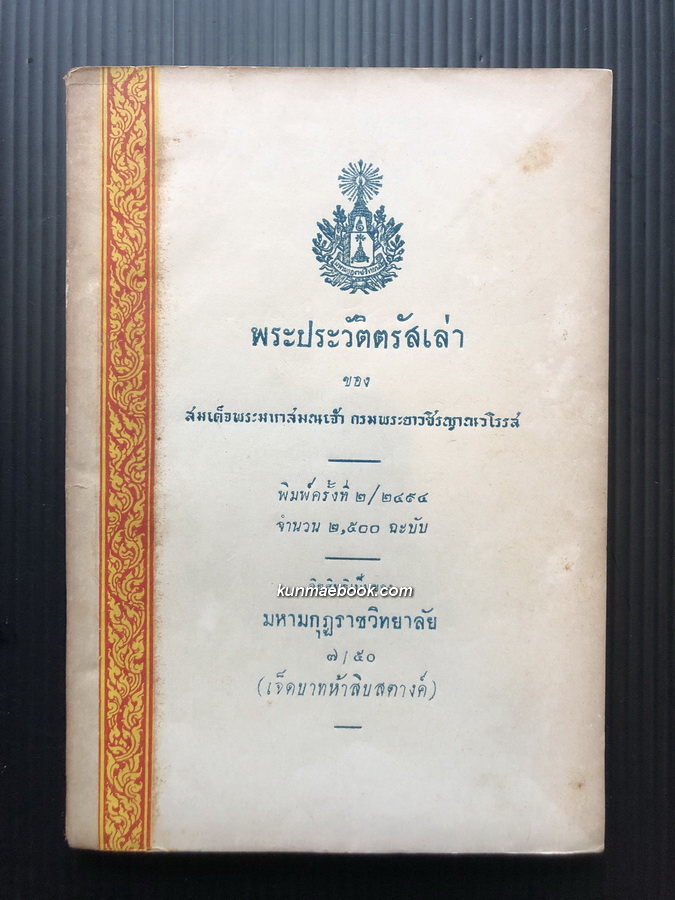 พระประวัติตรัสเล่า
ของ
สมเด็จพระมหาสมณเจ้า กรมพระยาวชิรญาณวโรรส
พิมพ์ครั้งที่ ๒/๒๔๙๔
จำนวน ๒,๕๐๐ ฉะบับ
kunmaebook.com
มหามกุฏราชวิทยาลัย
๗/๕๐
(เจ็ดบาทห้าสิบสตางค์)